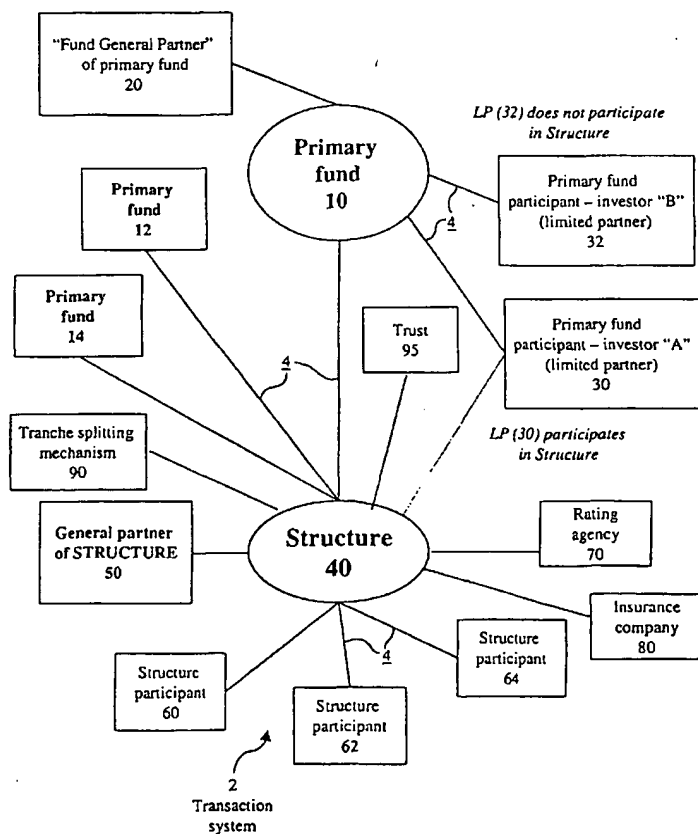 "Fund General Partner"
of primary fund
20
LP (32) does not participate
in Structure
Primary
fund
10
Primary fund
participant – investor "B"
(limited partner)
32
4
Primary
fund
12
4
Primary
fund
14
4
Trust
95
Primary fund
participant – investor "A"
(limited partner)
30
LP (30) participates
in Structure
Tranche splitting
mechanism
90
General partner
of STRUCTURE
50
Structure
40
Rating
agency
70
Insurance
company
80
4
Structure
participant
60
Structure
participant
62
Structure
participant
64
2
Transaction
system